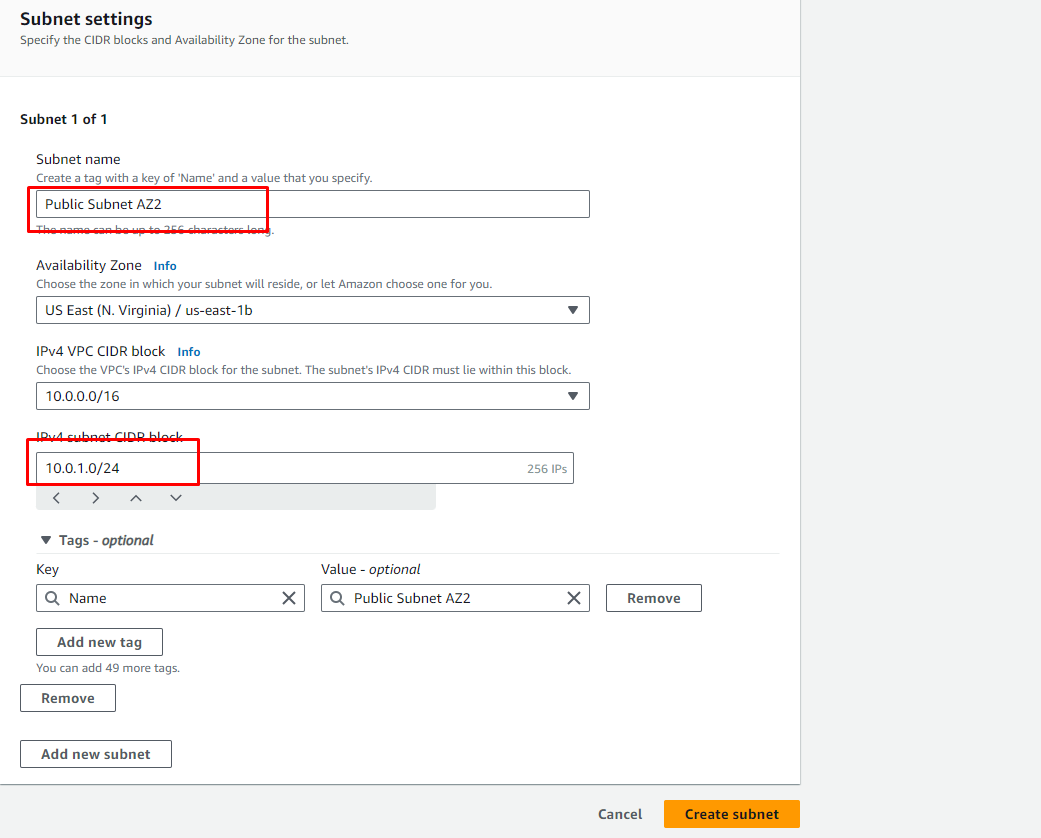 Subnet settings
Specify the CIDR blocks and Availability Zone for the subnet.
Subnet 1 of 1
Subnet name
Create a tag with a key of 'Name' and a value that you specify.
Public Subnet AZ2
The name can be up to 256 characters long.
Availability Zone Info
Choose the zone in which your subnet will reside, or let Amazon choose one for you.
US East (N. Virginia) / us-east-1b
IPv4 VPC CIDR block Info
Choose the VPC's IPv4 CIDR block for the subnet. The subnet's IPv4 CIDR must lie within this block.
10.0.0.0/16
IPv4 subnet CIDR block
10.0.1.0/24 256 IPs
Tags - optional
Key Value - optional
Name Public Subnet AZ2 Remove
Add new tag
You can add 49 more tags.
Remove
Add new subnet
Cancel Create subnet